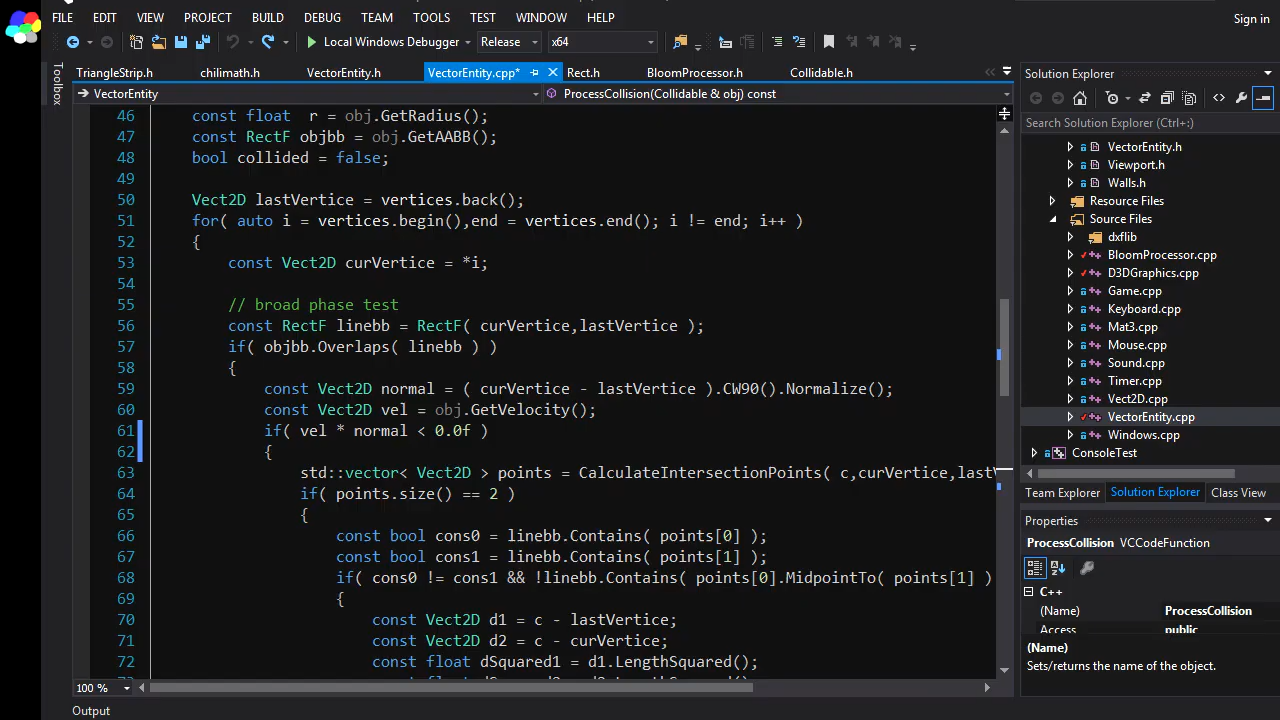 FILE EDIT VIEW PROJECT BUILD DEBUG TEAM TOOLS TEST WINDOW HELP
Sign in
Local Windows Debugger Release x64
Toolbox
TriangleStrip.h chilimath.h VectorEntity.h VectorEntity.cpp* Rect.h BloomProcessor.h Collidable.h
VectorEntity ProcessCollision(Collidable & obj) const
46 const float  r = obj.GetRadius();
47 const RectF objbb = obj.GetAABB();
48 bool collided = false;
49
50 Vect2D lastVertice = vertices.back();
51 for( auto i = vertices.begin(),end = vertices.end(); i != end; i++ )
52 {
53 const Vect2D curVertice = *i;
54
55 // broad phase test
56 const RectF linebb = RectF( curVertice,lastVertice );
57 if( objbb.Overlaps( linebb ) )
58 {
59 const Vect2D normal = ( curVertice - lastVertice ).CW90().Normalize();
60 const Vect2D vel = obj.GetVelocity();
61 if( vel * normal < 0.0f )
62 {
63 std::vector< Vect2D > points = CalculateIntersectionPoints( c,curVertice,last
64 if( points.size() == 2 )
65 {
66 const bool cons0 = linebb.Contains( points[0] );
67 const bool cons1 = linebb.Contains( points[1] );
68 if( cons0 != cons1 && !linebb.Contains( points[0].MidpointTo( points[1] )
69 {
70 const Vect2D d1 = c - lastVertice;
71 const Vect2D d2 = c - curVertice;
72 const float dSquared1 = d1.LengthSquared();
100 %
Output
Solution Explorer
Search Solution Explorer (Ctrl+;)
VectorEntity.h
Viewport.h
Walls.h
Resource Files
Source Files
dxflib
BloomProcessor.cpp
D3DGraphics.cpp
Game.cpp
Keyboard.cpp
Mat3.cpp
Mouse.cpp
Sound.cpp
Timer.cpp
Vect2D.cpp
VectorEntity.cpp
Windows.cpp
ConsoleTest
Team Explorer Solution Explorer Class View
Properties
ProcessCollision VCCodeFunction
C++
(Name) ProcessCollision
Access public
(Name)
Sets/returns the name of the object.